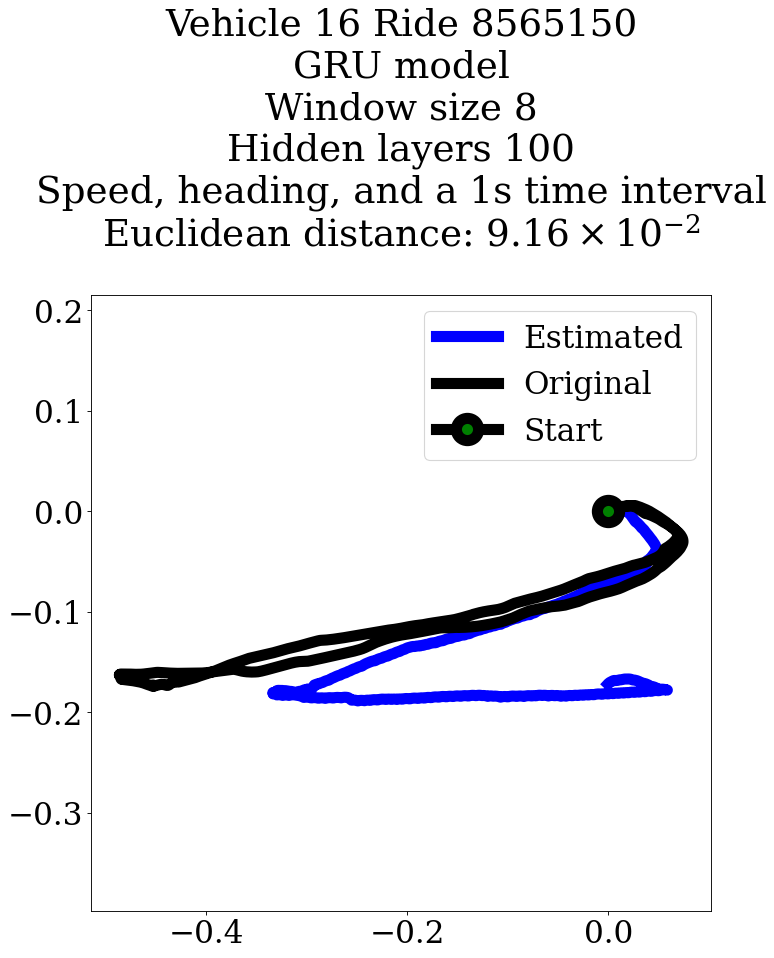 Vehicle 16 Ride 8565150
GRU model
Window size 8
Hidden layers 100
Speed, heading, and a 1s time interval
Euclidean distance: 9.16 × 10⁻²
Estimated
Original
Start
0.2
0.1
0.0
−0.1
−0.2
−0.3
−0.4
−0.2
0.0